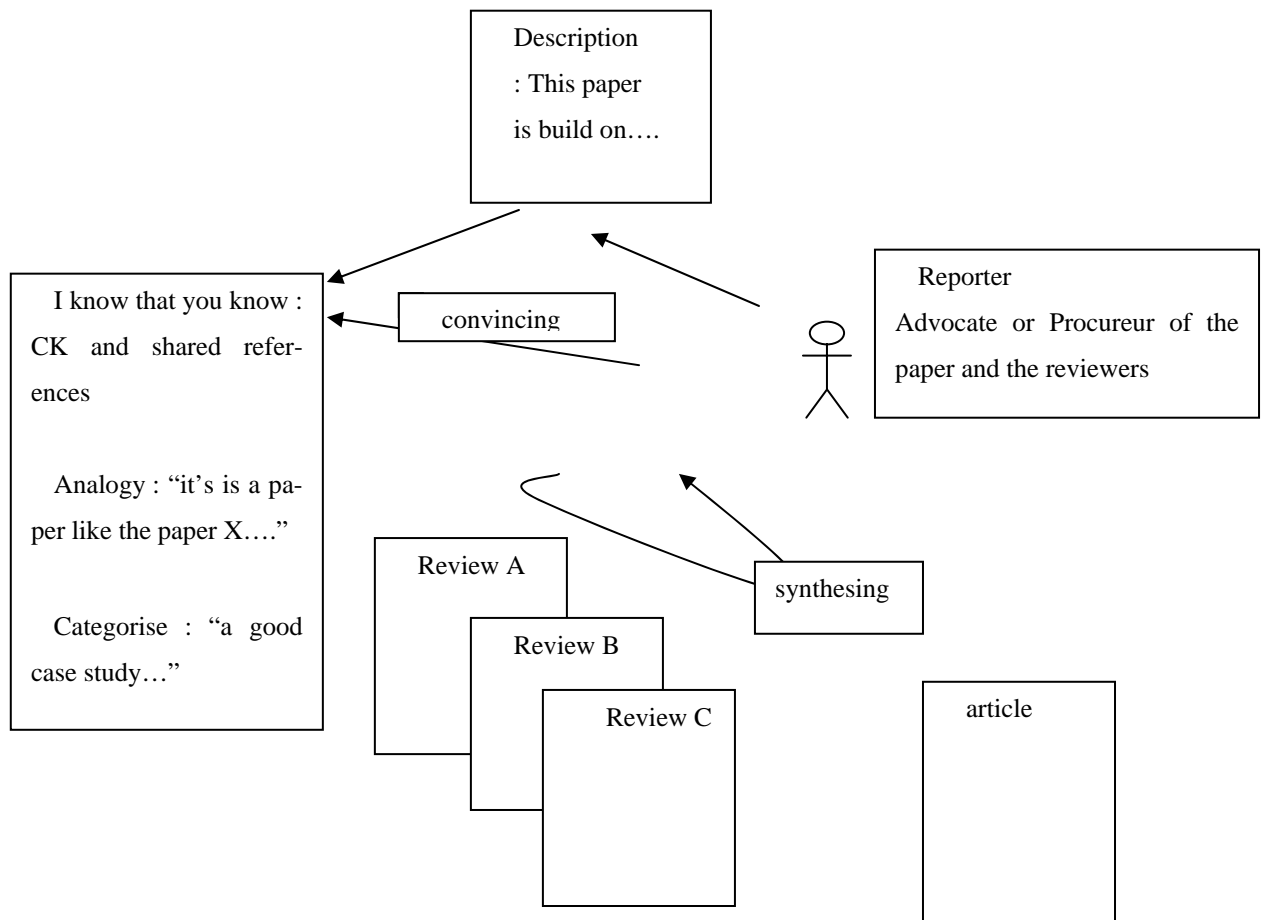 Description
: This paper
is build on….
I know that you know :
CK and shared refer-
ences
Analogy : “it’s is a pa-
per like the paper X….”
Categorise : “a good
case study…”
convincing
Reporter
Advocate or Procureur of the
paper and the reviewers
Review A
Review B
Review C
synthesing
article